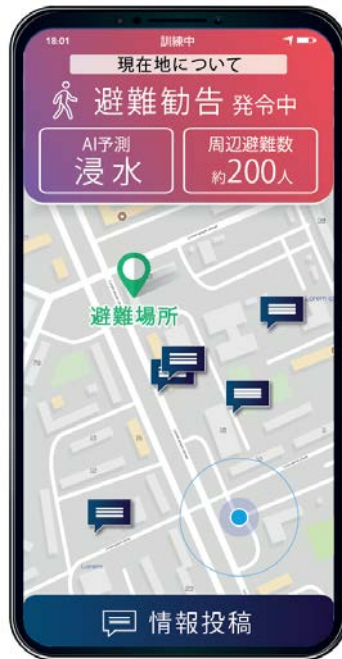 18:01 訓練中
現在地について
避難勧告 発令中
AI予測
浸水
周辺避難数
約200人
避難場所
Lorem
情報投稿